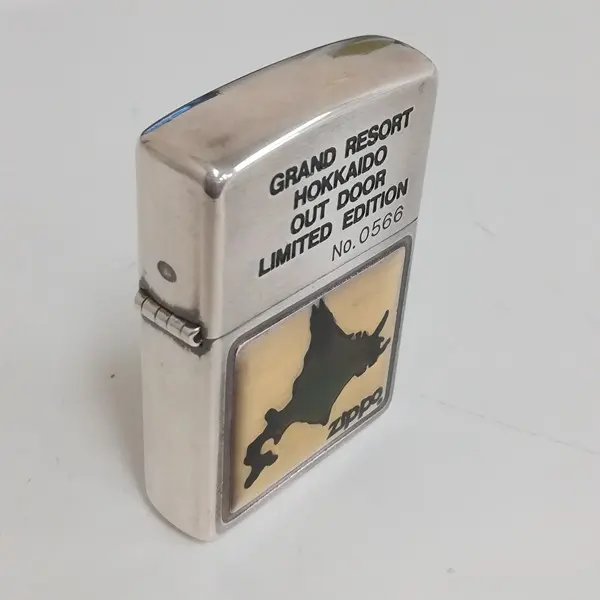 GRAND RESORT
HOKKAIDO
OUT DOOR
LIMITED EDITION
No.0566
zippo